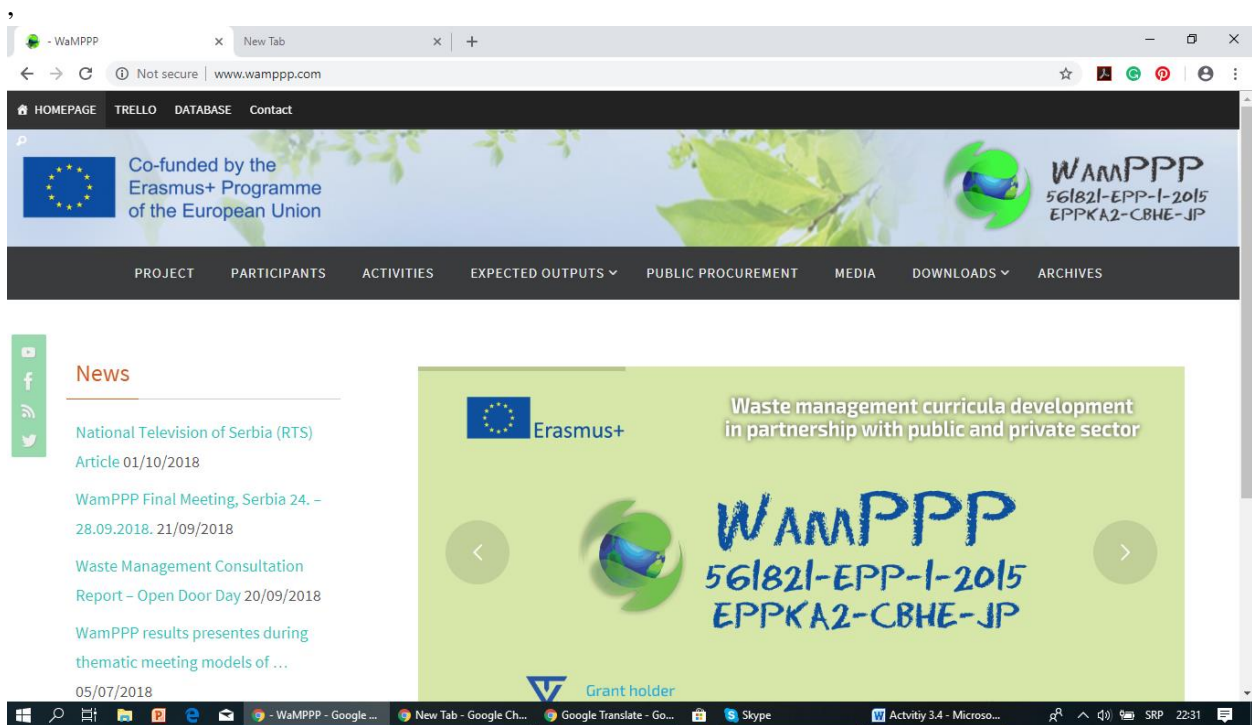 ,
- WaMPPP
New Tab
Not secure | www.wamppp.com
HOMEPAGE TRELLO DATABASE Contact
Co-funded by the
Erasmus+ Programme
of the European Union
WamPPP
561821-EPP-1-2015
EPPKA2-CBHE-JP
PROJECT PARTICIPANTS ACTIVITIES EXPECTED OUTPUTS PUBLIC PROCUREMENT MEDIA DOWNLOADS ARCHIVES
News
National Television of Serbia (RTS)
Article 01/10/2018
WamPPP Final Meeting, Serbia 24. –
28.09.2018. 21/09/2018
Waste Management Consultation
Report – Open Door Day 20/09/2018
WamPPP results presentes during
thematic meeting models of …
05/07/2018
Erasmus+
Waste management curricula development
in partnership with public and private sector
WamPPP
561821-EPP-1-2015
EPPKA2-CBHE-JP
Grant holder
- WaMPPP - Google ... New Tab - Google Ch... Google Translate - Go... Skype Actvitiy 3.4 - Microso... SRP 22:31